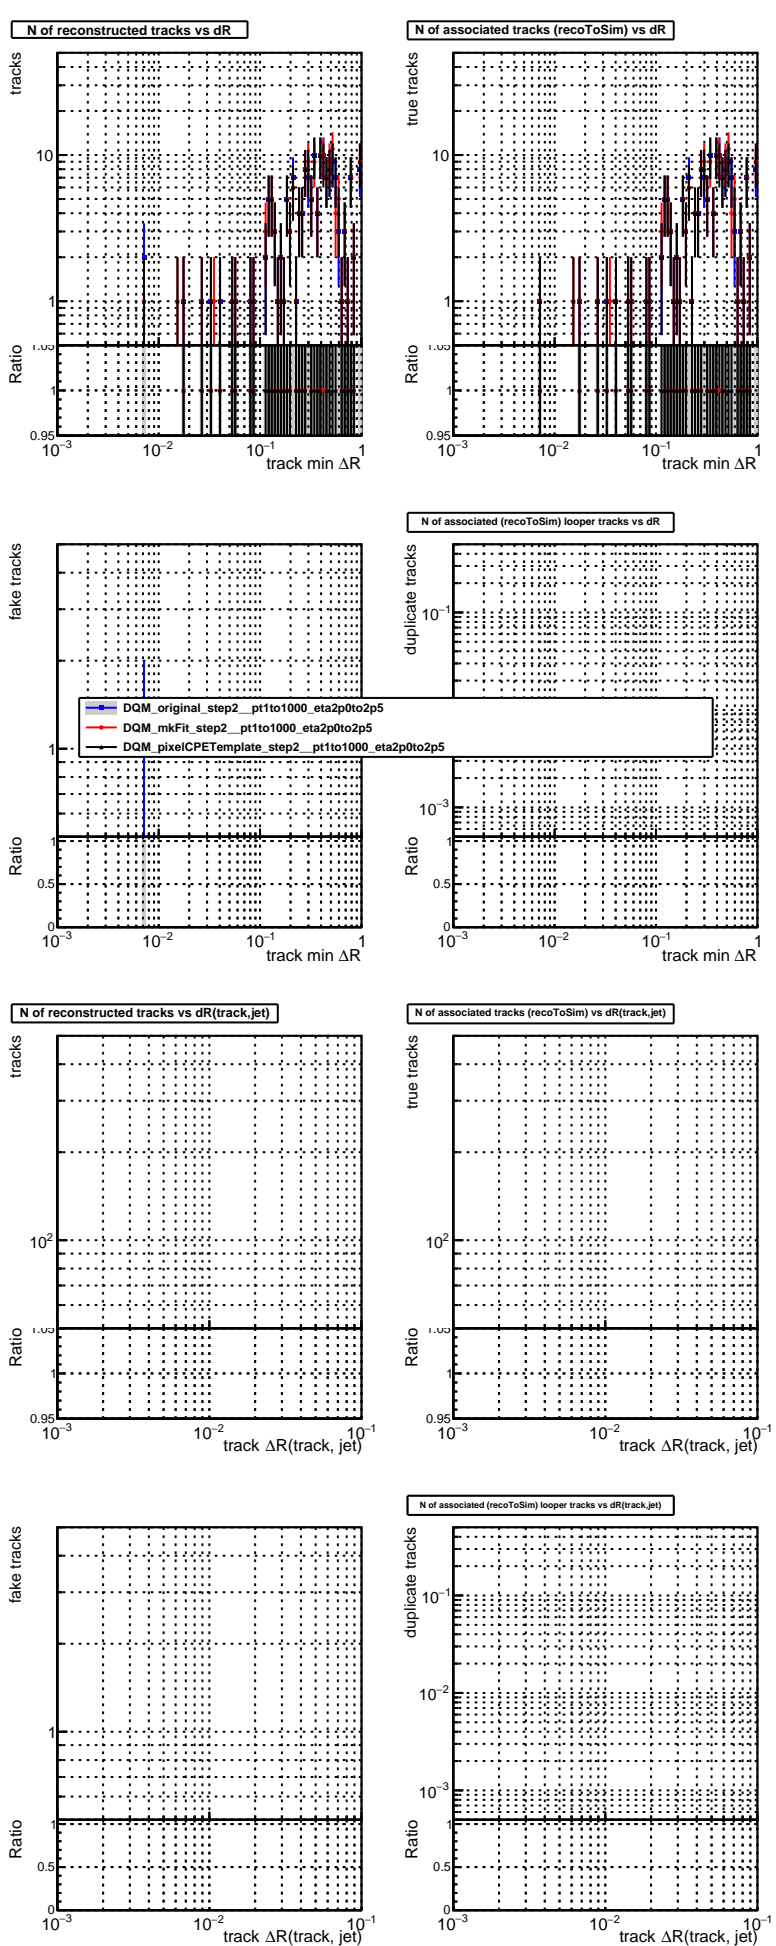 N of reconstructed tracks vs dR
N of associated tracks (recoToSim) vs dR
tracks
10
1
Ratio
1.05
1
0.95
10−3
10−2
10−1
1
track min ΔR
true tracks
10
1
Ratio
1.05
1
0.95
10−3
10−2
10−1
1
track min ΔR
N of associated (recoToSim) looper tracks vs dR
fake tracks
1
Ratio
1
0.5
0
10−3
10−2
10−1
1
track min ΔR
duplicate tracks
10−1
10−3
Ratio
1
0.5
0
10−3
10−2
10−1
1
track min ΔR
DQM_original_step2__pt1to1000_eta2p0to2p5
DQM_mkFit_step2__pt1to1000_eta2p0to2p5
DQM_pixelCPETemplate_step2__pt1to1000_eta2p0to2p5
N of reconstructed tracks vs dR(track,jet)
N of associated tracks (recoToSim) vs dR(track,jet)
tracks
102
Ratio
1.05
1
0.95
10−3
10−2
10−1
track ΔR(track, jet)
true tracks
102
Ratio
1.05
1
0.95
10−3
10−2
10−1
track ΔR(track, jet)
N of associated (recoToSim) looper tracks vs dR(track,jet)
fake tracks
1
Ratio
1
0.5
0
10−3
10−2
10−1
track ΔR(track, jet)
duplicate tracks
10−1
10−2
10−3
Ratio
1
0.5
0
10−3
10−2
10−1
track ΔR(track, jet)